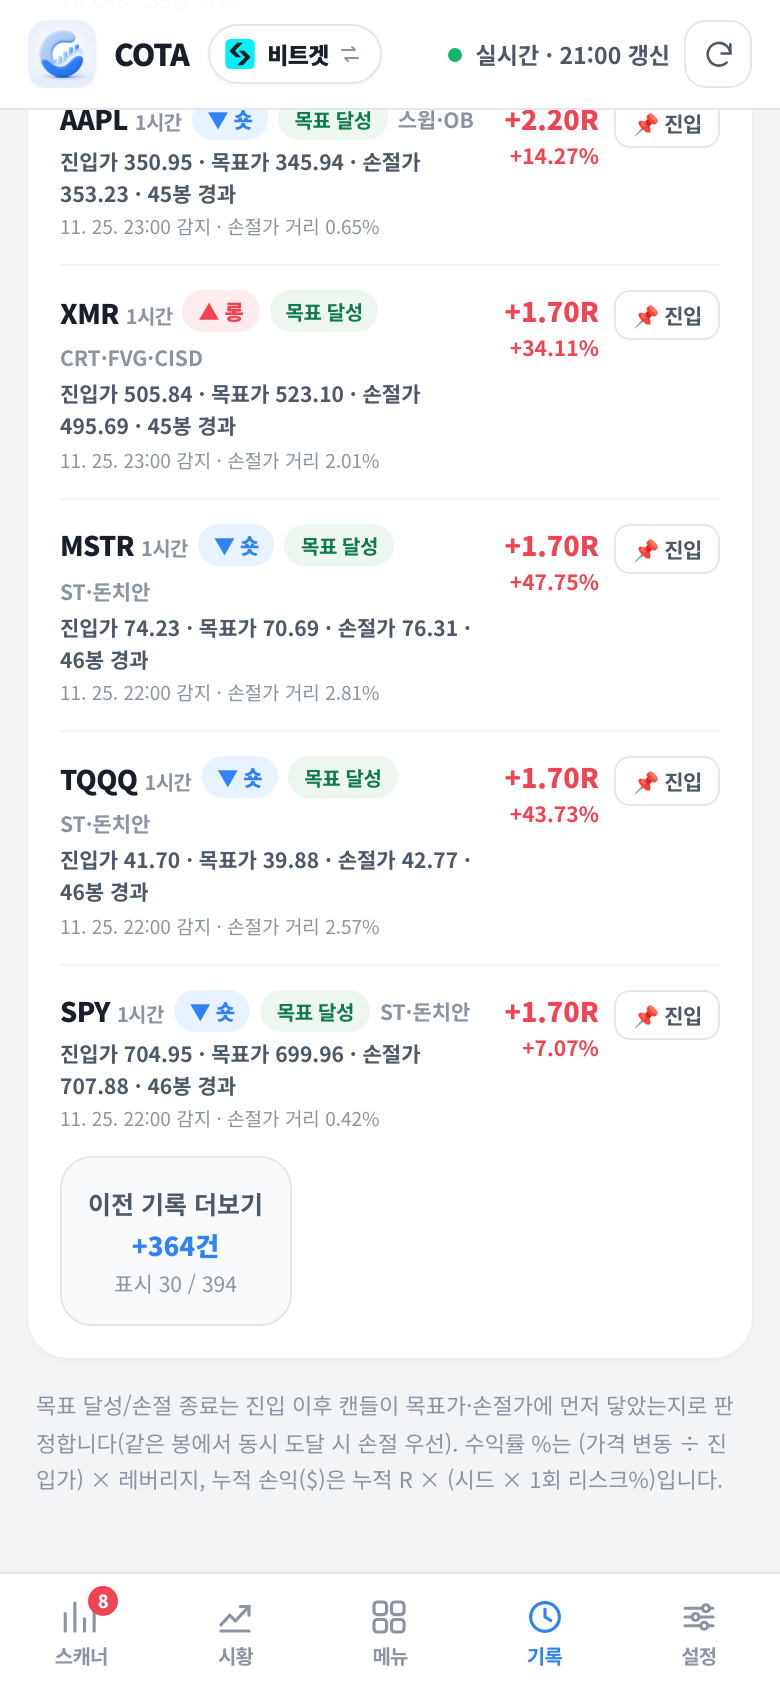 COTA
비트겟
실시간 · 21:00 갱신
AAPL 1시간 ▼ 숏 목표 달성 스윕·OB +2.20R 📌 진입
+14.27%
진입가 350.95 · 목표가 345.94 · 손절가
353.23 · 45봉 경과
11. 25. 23:00 감지 · 손절가 거리 0.65%
XMR 1시간 ▲ 롱 목표 달성 +1.70R 📌 진입
+34.11%
CRT·FVG·CISD
진입가 505.84 · 목표가 523.10 · 손절가
495.69 · 45봉 경과
11. 25. 23:00 감지 · 손절가 거리 2.01%
MSTR 1시간 ▼ 숏 목표 달성 +1.70R 📌 진입
+47.75%
ST·돈치안
진입가 74.23 · 목표가 70.69 · 손절가 76.31 ·
46봉 경과
11. 25. 22:00 감지 · 손절가 거리 2.81%
TQQQ 1시간 ▼ 숏 목표 달성 +1.70R 📌 진입
+43.73%
ST·돈치안
진입가 41.70 · 목표가 39.88 · 손절가 42.77 ·
46봉 경과
11. 25. 22:00 감지 · 손절가 거리 2.57%
SPY 1시간 ▼ 숏 목표 달성 ST·돈치안 +1.70R 📌 진입
+7.07%
진입가 704.95 · 목표가 699.96 · 손절가
707.88 · 46봉 경과
11. 25. 22:00 감지 · 손절가 거리 0.42%
이전 기록 더보기
+364건
표시 30 / 394
목표 달성/손절 종료는 진입 이후 캔들이 목표가·손절가에 먼저 닿았는지로 판
정합니다(같은 봉에서 동시 도달 시 손절 우선). 수익률 %는 (가격 변동 ÷ 진
입가) × 레버리지, 누적 손익($)은 누적 R × (시드 × 1회 리스크%)입니다.
8
스캐너
시황
메뉴
기록
설정